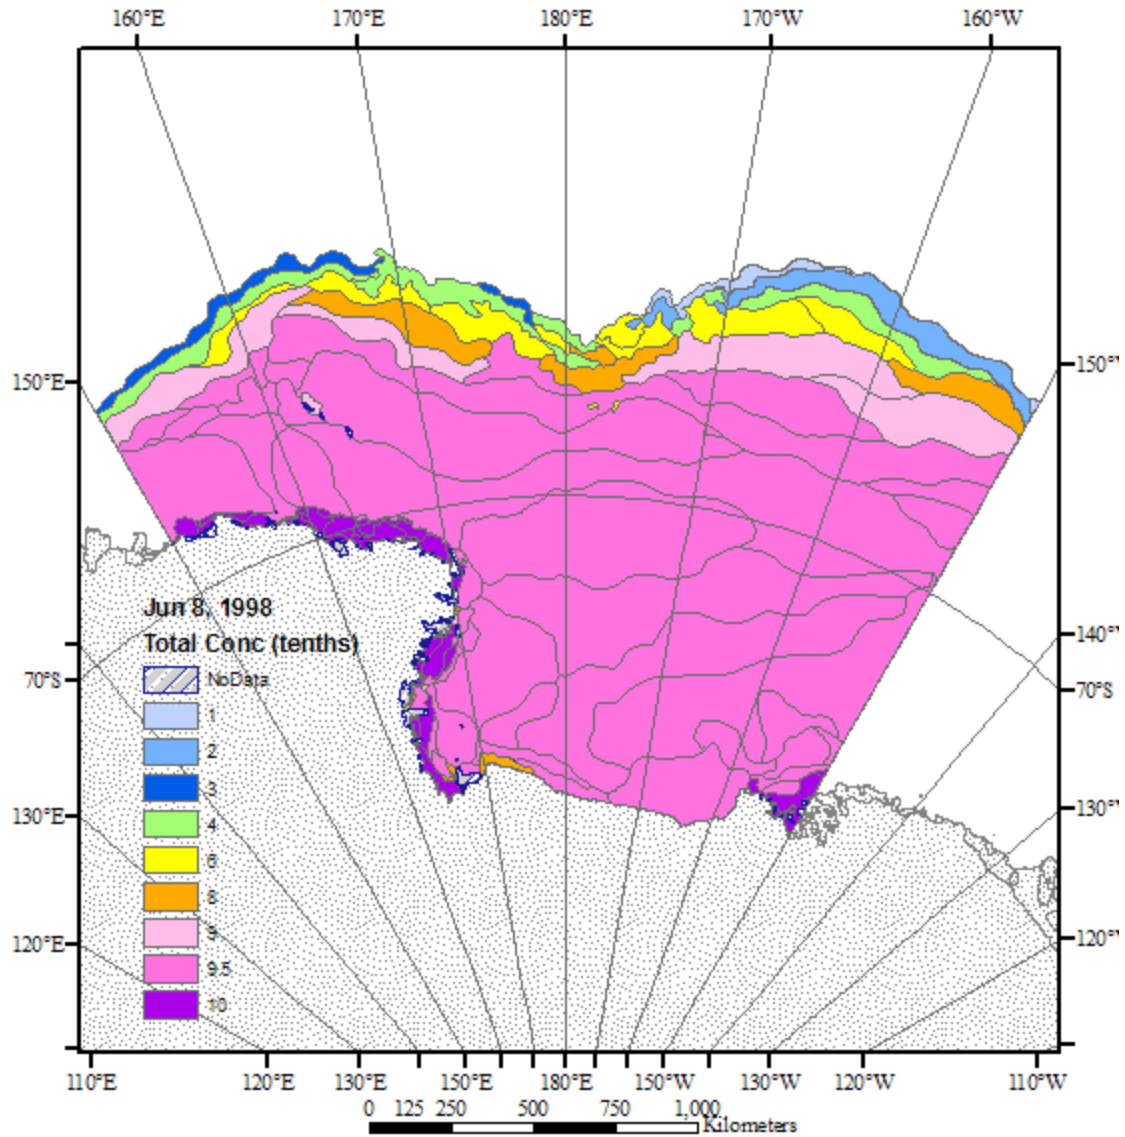 160°E 170°E 180°E 170°W 160°W
150°E 150°
Jun 8, 1998
Total Conc (tenths)
140°
NoData
70°S 70°S
1
2
3
130°E 130°
4
6
8
9
120°E 120°
9.5
10
110°E 120°E 130°E 150°E 180°E 150°W 130°W 120°W 110°W
0 125 250 500 750 1,000
Kilometers